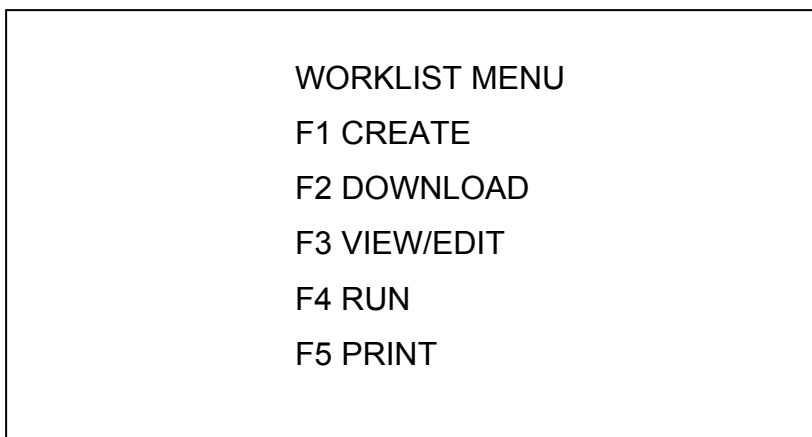 WORKLIST MENU
F1 CREATE
F2 DOWNLOAD
F3 VIEW/EDIT
F4 RUN
F5 PRINT